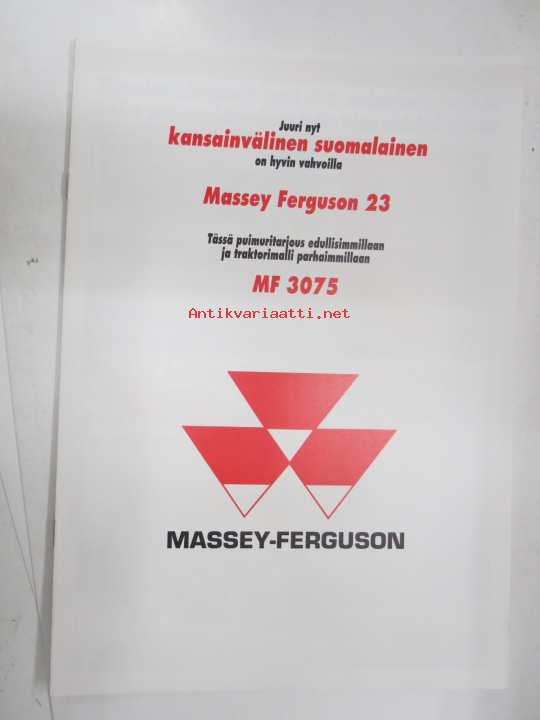 Juuri nyt
kansainvälinen suomalainen
on hyvin vahvoilla
Massey Ferguson 23
Tässä puimuritarjous edullisimmillaan
ja traktorimalli parhaimmillaan
MF 3075
Antikvariaatti.net
MASSEY-FERGUSON